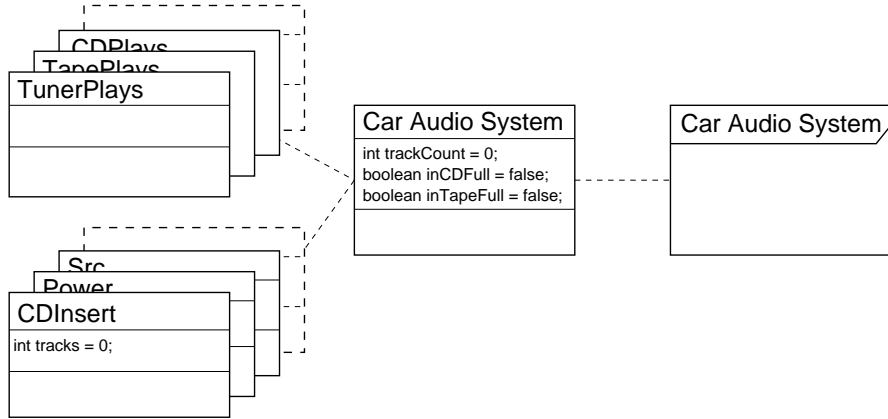 CDPlays
TapePlays
TunerPlays
Car Audio System
int trackCount = 0;
boolean inCDFull = false;
boolean inTapeFull = false;
Car Audio System
Src
Power
CDInsert
int tracks = 0;